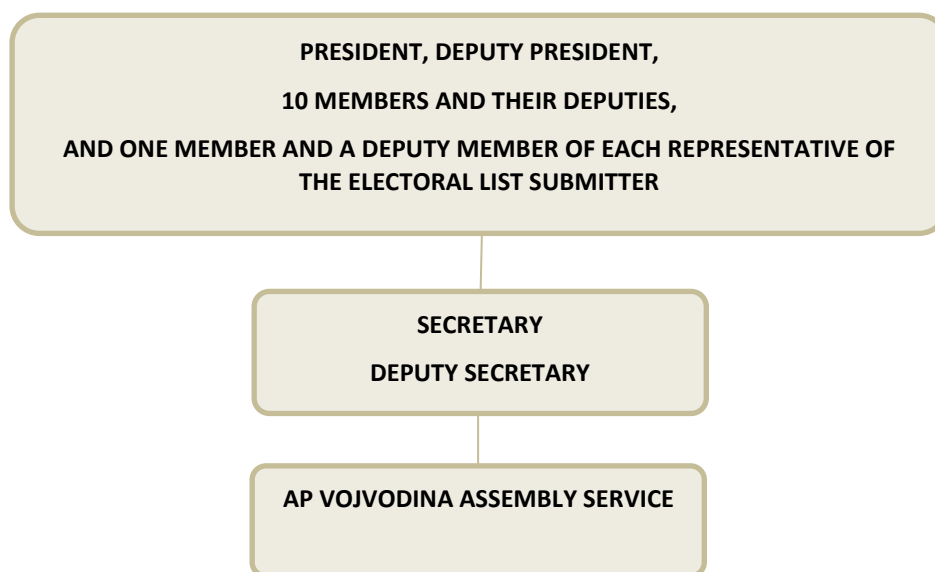 PRESIDENT, DEPUTY PRESIDENT,
10 MEMBERS AND THEIR DEPUTIES,
AND ONE MEMBER AND A DEPUTY MEMBER OF EACH REPRESENTATIVE OF
THE ELECTORAL LIST SUBMITTER
SECRETARY
DEPUTY SECRETARY
AP VOJVODINA ASSEMBLY SERVICE